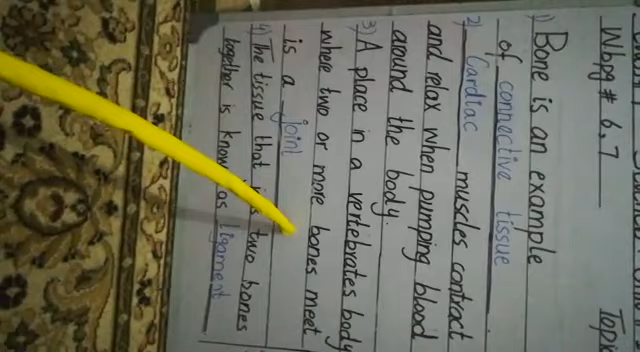 Wbpg # 6,7 Topic
1) Bone is an example
of connective tissue.
2) Cardiac muscles contract
and relax when pumping blood
around the body.
3) A place in a vertebrates body
where two or more bones meet
is a joint
4) The tissue that two bones
together is known as ligament